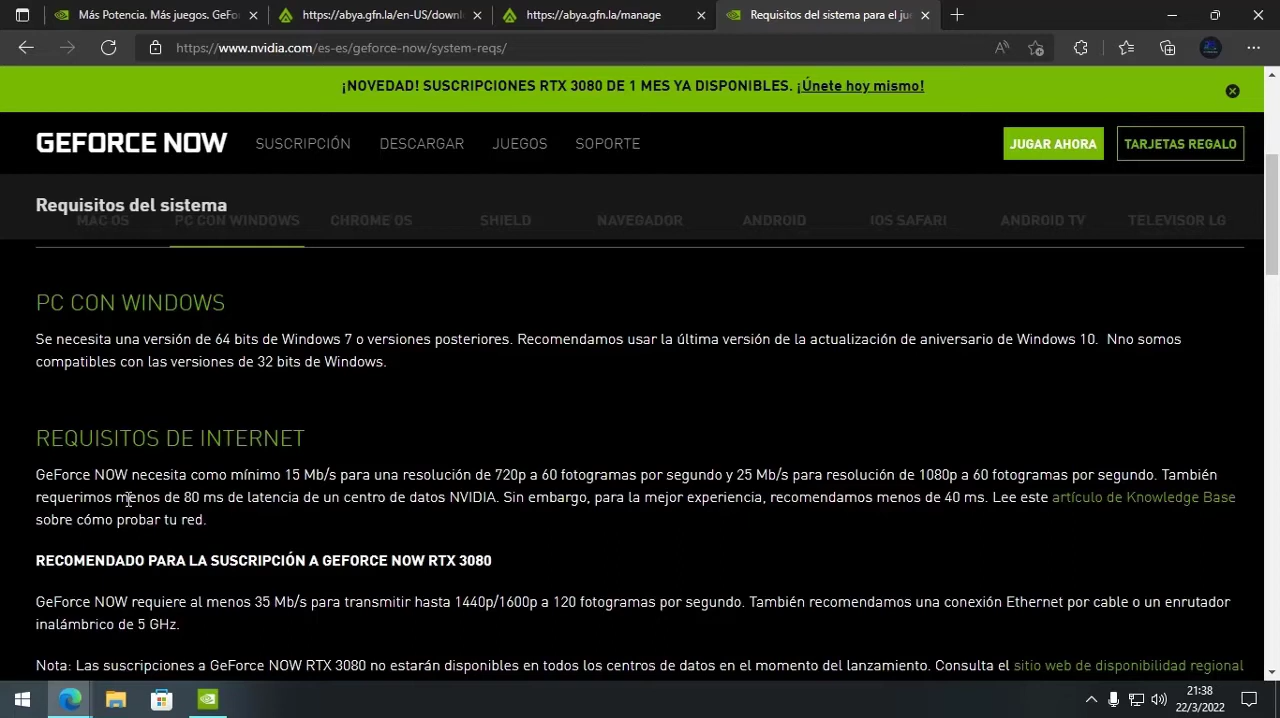 Más Potencia. Más juegos. GeFo
https://abya.gfn.la/en-US/downl
https://abya.gfn.la/manage
Requisitos del sistema para el ju
https://www.nvidia.com/es-es/geforce-now/system-reqs/
¡NOVEDAD! SUSCRIPCIONES RTX 3080 DE 1 MES YA DISPONIBLES. ¡Únete hoy mismo!
GEFORCE NOW SUSCRIPCIÓN DESCARGAR JUEGOS SOPORTE JUGAR AHORA TARJETAS REGALO
Requisitos del sistema
MAC OS PC CON WINDOWS CHROME OS SHIELD NAVEGADOR ANDROID IOS SAFARI ANDROID TV TELEVISOR LG
PC CON WINDOWS
Se necesita una versión de 64 bits de Windows 7 o versiones posteriores. Recomendamos usar la última versión de la actualización de aniversario de Windows 10. Nno somos
compatibles con las versiones de 32 bits de Windows.
REQUISITOS DE INTERNET
GeForce NOW necesita como mínimo 15 Mb/s para una resolución de 720p a 60 fotogramas por segundo y 25 Mb/s para resolución de 1080p a 60 fotogramas por segundo. También
requerimos menos de 80 ms de latencia de un centro de datos NVIDIA. Sin embargo, para la mejor experiencia, recomendamos menos de 40 ms. Lee este artículo de Knowledge Base
sobre cómo probar tu red.
RECOMENDADO PARA LA SUSCRIPCIÓN A GEFORCE NOW RTX 3080
GeForce NOW requiere al menos 35 Mb/s para transmitir hasta 1440p/1600p a 120 fotogramas por segundo. También recomendamos una conexión Ethernet por cable o un enrutador
inalámbrico de 5 GHz.
Nota: Las suscripciones a GeForce NOW RTX 3080 no estarán disponibles en todos los centros de datos en el momento del lanzamiento. Consulta el sitio web de disponibilidad regional
21:38
22/3/2022